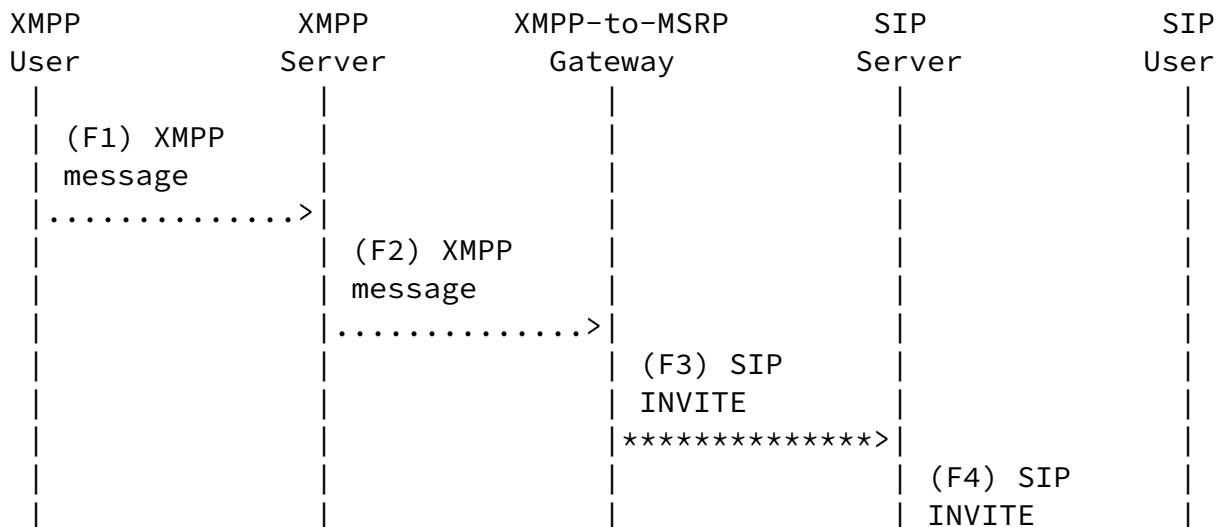 XMPP XMPP XMPP-to-MSRP SIP SIP
User Server Gateway Server User
| | | | |
| (F1) XMPP | | | |
| message | | | |
|..............>| | | |
| | (F2) XMPP | | |
| | message | | |
| |..............>| | |
| | | (F3) SIP | |
| | | INVITE | |
| | |**************>| |
| | | | (F4) SIP |
| | | | INVITE |